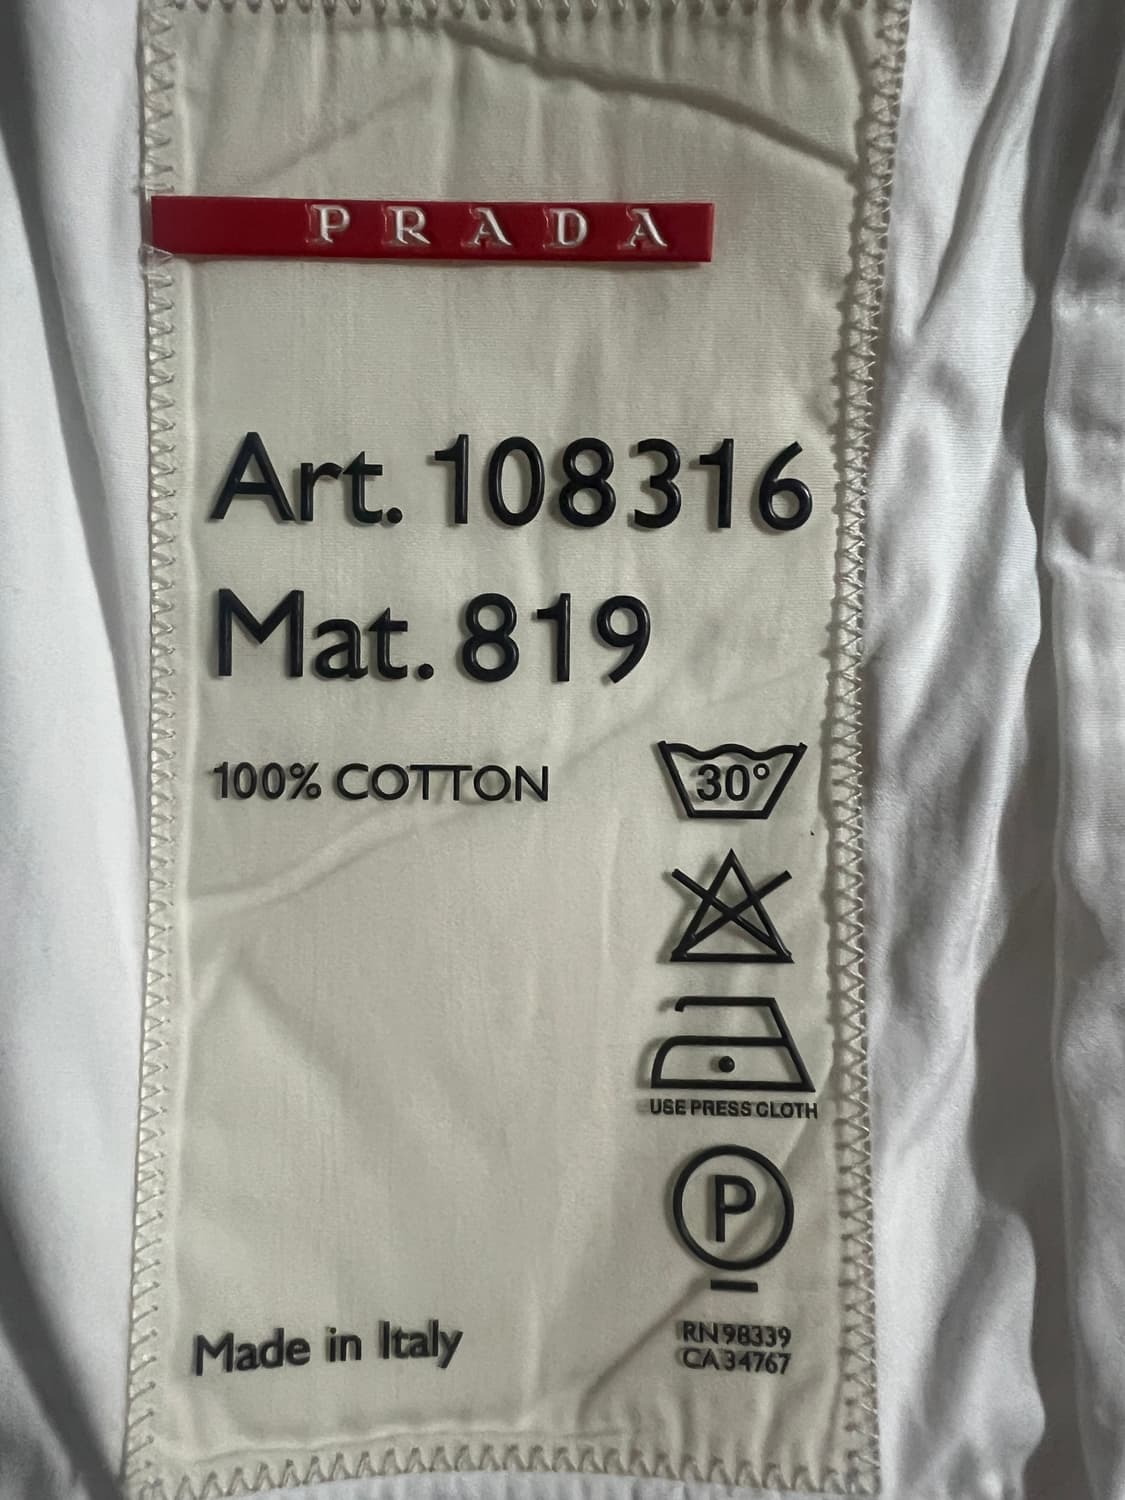 PRADA
Art. 108316
Mat. 819
100% COTTON
30°
USE PRESS CLOTH
P
Made in Italy
RN 98339
CA 34767